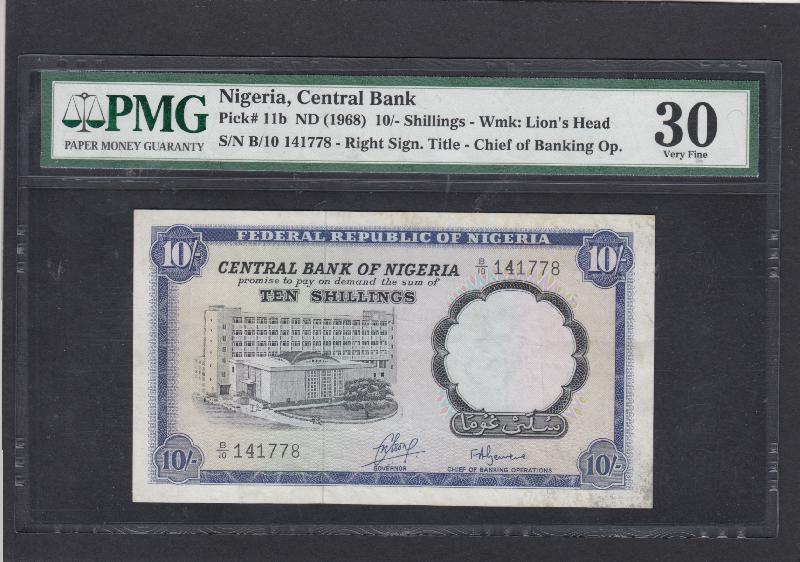 PMG
PAPER MONEY GUARANTY
Nigeria, Central Bank
Pick# 11b ND (1968) 10/- Shillings - Wmk: Lion's Head
S/N B/10 141778 - Right Sign. Title - Chief of Banking Op.
30
Very Fine
10/-
FEDERAL REPUBLIC OF NIGERIA
10/-
CENTRAL BANK OF NIGERIA
B/10 141778
promise to pay on demand the sum of
TEN SHILLINGS
سلَيْ غُومَا
B/10 141778
GOVERNOR
CHIEF OF BANKING OPERATIONS
10/-
10/-